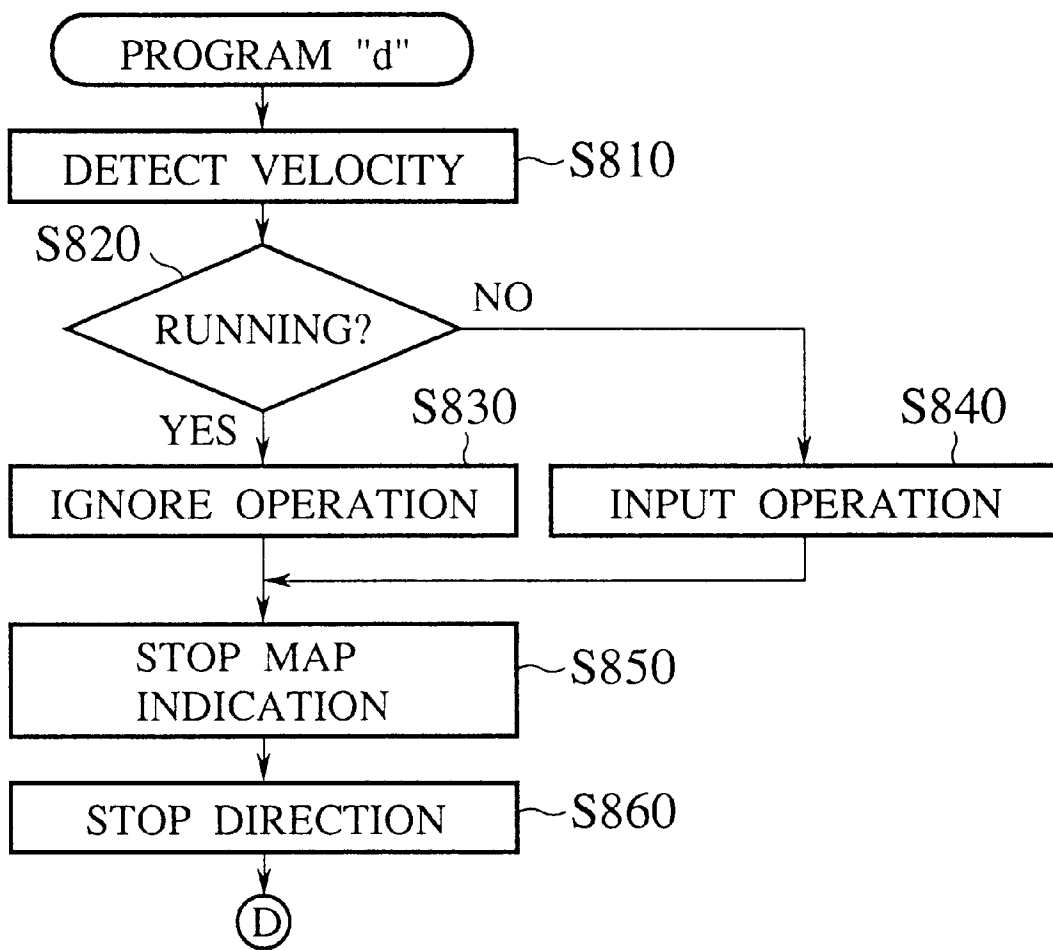 PROGRAM "d"
DETECT VELOCITY
S810
S820
RUNNING?
NO
YES
S830
S840
IGNORE OPERATION
INPUT OPERATION
STOP MAP
INDICATION
S850
STOP DIRECTION
S860
D